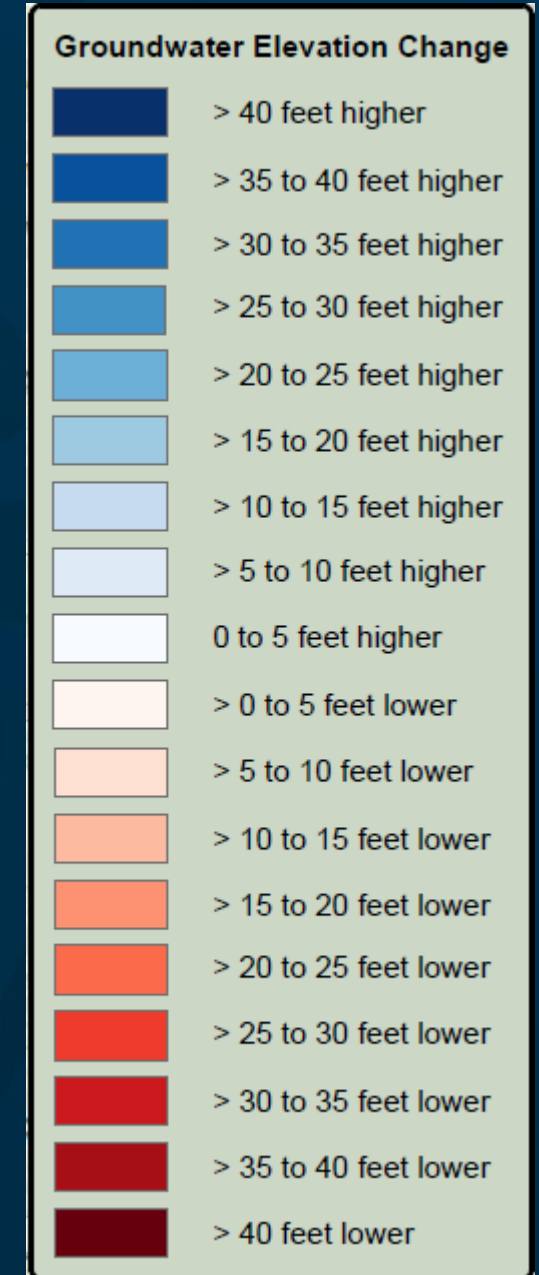 Groundwater Elevation Change
> 40 feet higher
> 35 to 40 feet higher
> 30 to 35 feet higher
> 25 to 30 feet higher
> 20 to 25 feet higher
> 15 to 20 feet higher
> 10 to 15 feet higher
> 5 to 10 feet higher
0 to 5 feet higher
> 0 to 5 feet lower
> 5 to 10 feet lower
> 10 to 15 feet lower
> 15 to 20 feet lower
> 20 to 25 feet lower
> 25 to 30 feet lower
> 30 to 35 feet lower
> 35 to 40 feet lower
> 40 feet lower